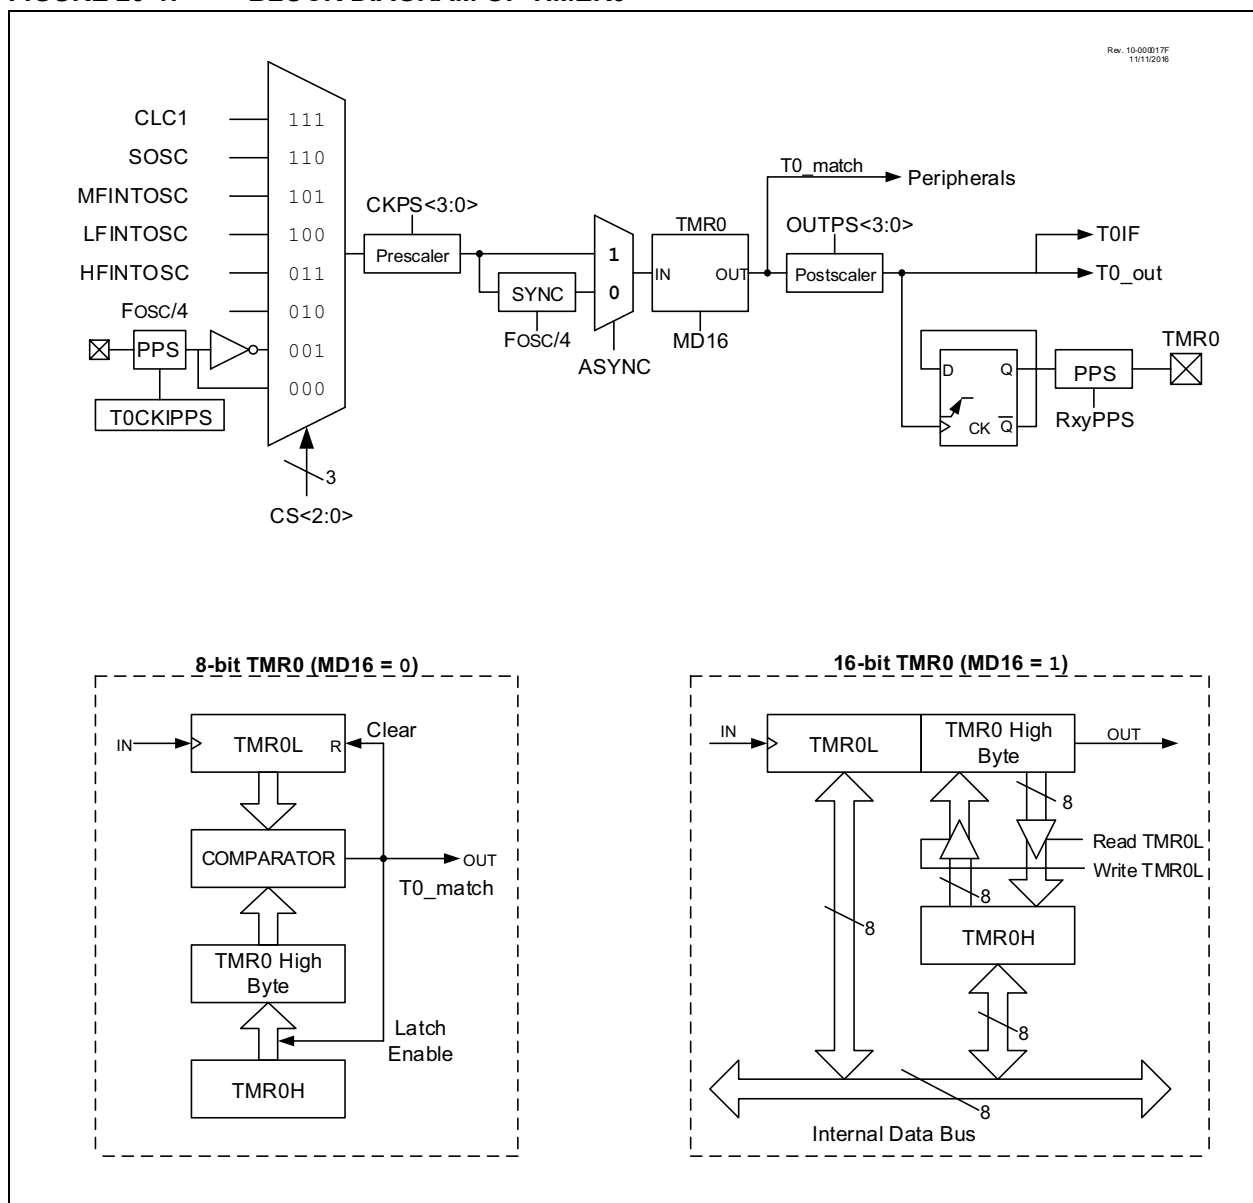 Rev. 10-000017F
11/11/2016
CLC1
111
SOSC
110
MFINTOSC
101
LFINTOSC
100
HFINTOSC
011
FOSC/4
010
PPS
001
000
T0CKIPPS
3
CS<2:0>
CKPS<3:0>
Prescaler
SYNC
FOSC/4
1
0
ASYNC
TMR0
IN
OUT
MD16
T0_match
Peripherals
OUTPS<3:0>
Postscaler
T0IF
T0_out
D
Q
CK
Q
PPS
RxyPPS
TMR0
8-bit TMR0 (MD16 = 0)
IN
TMR0L
R
Clear
COMPARATOR
OUT
T0_match
TMR0 High
Byte
Latch
Enable
TMR0H
16-bit TMR0 (MD16 = 1)
IN
TMR0L
TMR0 High
Byte
OUT
8
Read TMR0L
Write TMR0L
8
8
TMR0H
8
8
Internal Data Bus